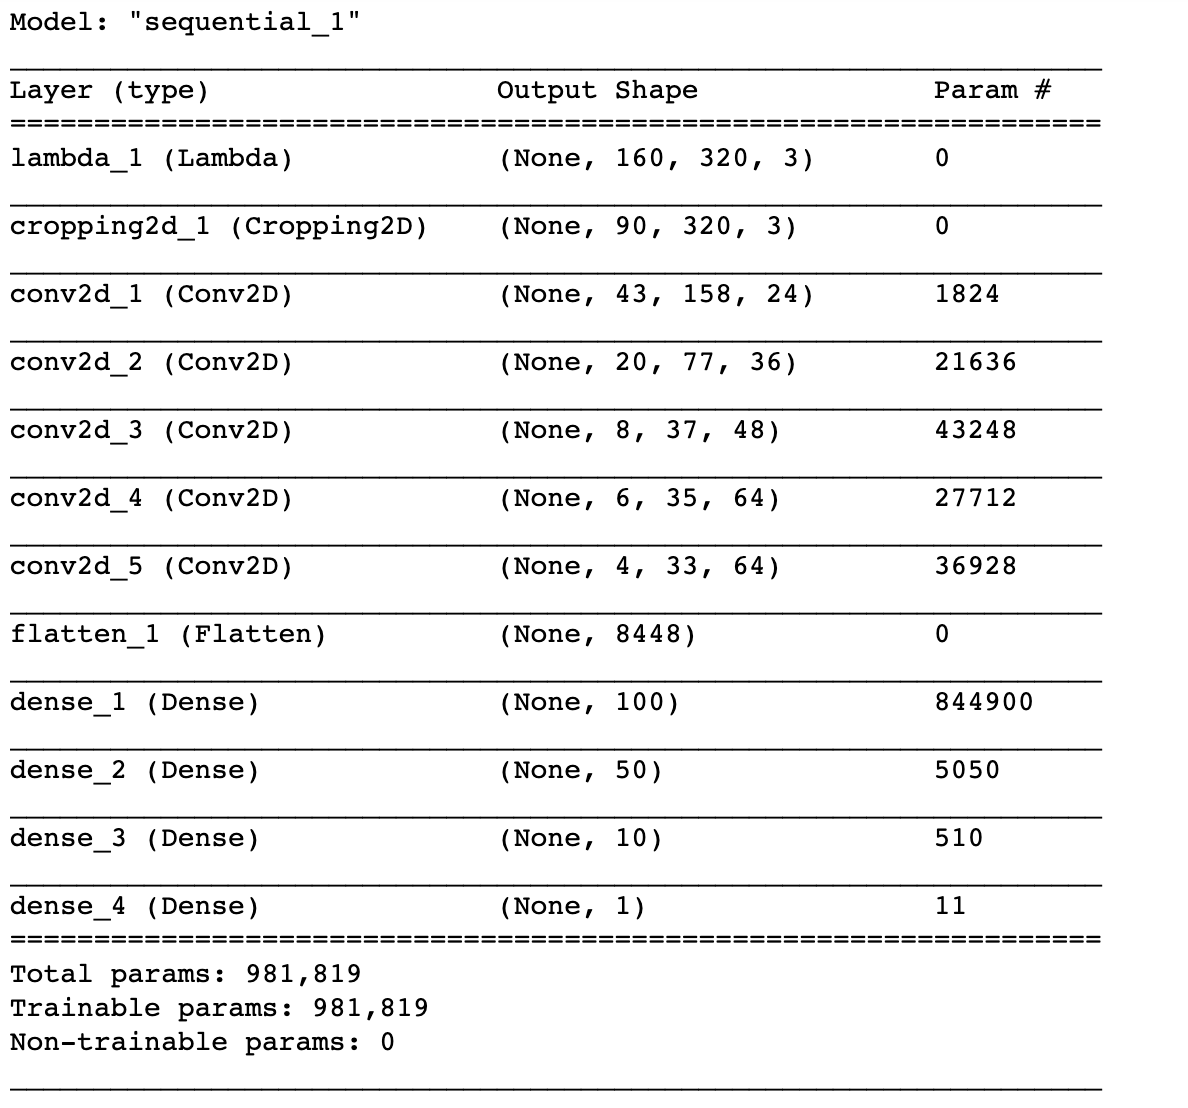 Model: "sequential_1"
Layer (type) Output Shape Param #
lambda_1 (Lambda) (None, 160, 320, 3) 0
cropping2d_1 (Cropping2D) (None, 90, 320, 3) 0
conv2d_1 (Conv2D) (None, 43, 158, 24) 1824
conv2d_2 (Conv2D) (None, 20, 77, 36) 21636
conv2d_3 (Conv2D) (None, 8, 37, 48) 43248
conv2d_4 (Conv2D) (None, 6, 35, 64) 27712
conv2d_5 (Conv2D) (None, 4, 33, 64) 36928
flatten_1 (Flatten) (None, 8448) 0
dense_1 (Dense) (None, 100) 844900
dense_2 (Dense) (None, 50) 5050
dense_3 (Dense) (None, 10) 510
dense_4 (Dense) (None, 1) 11
Total params: 981,819
Trainable params: 981,819
Non-trainable params: 0